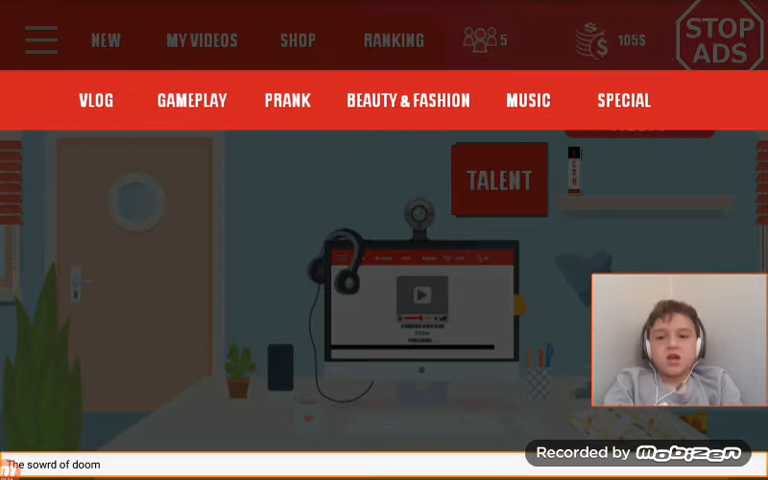 NEW MY VIDEOS SHOP RANKING 5 105$ STOP ADS
VLOG GAMEPLAY PRANK BEAUTY & FASHION MUSIC SPECIAL
TALENT
The sowrd of doom
Recorded by MOBIZEN